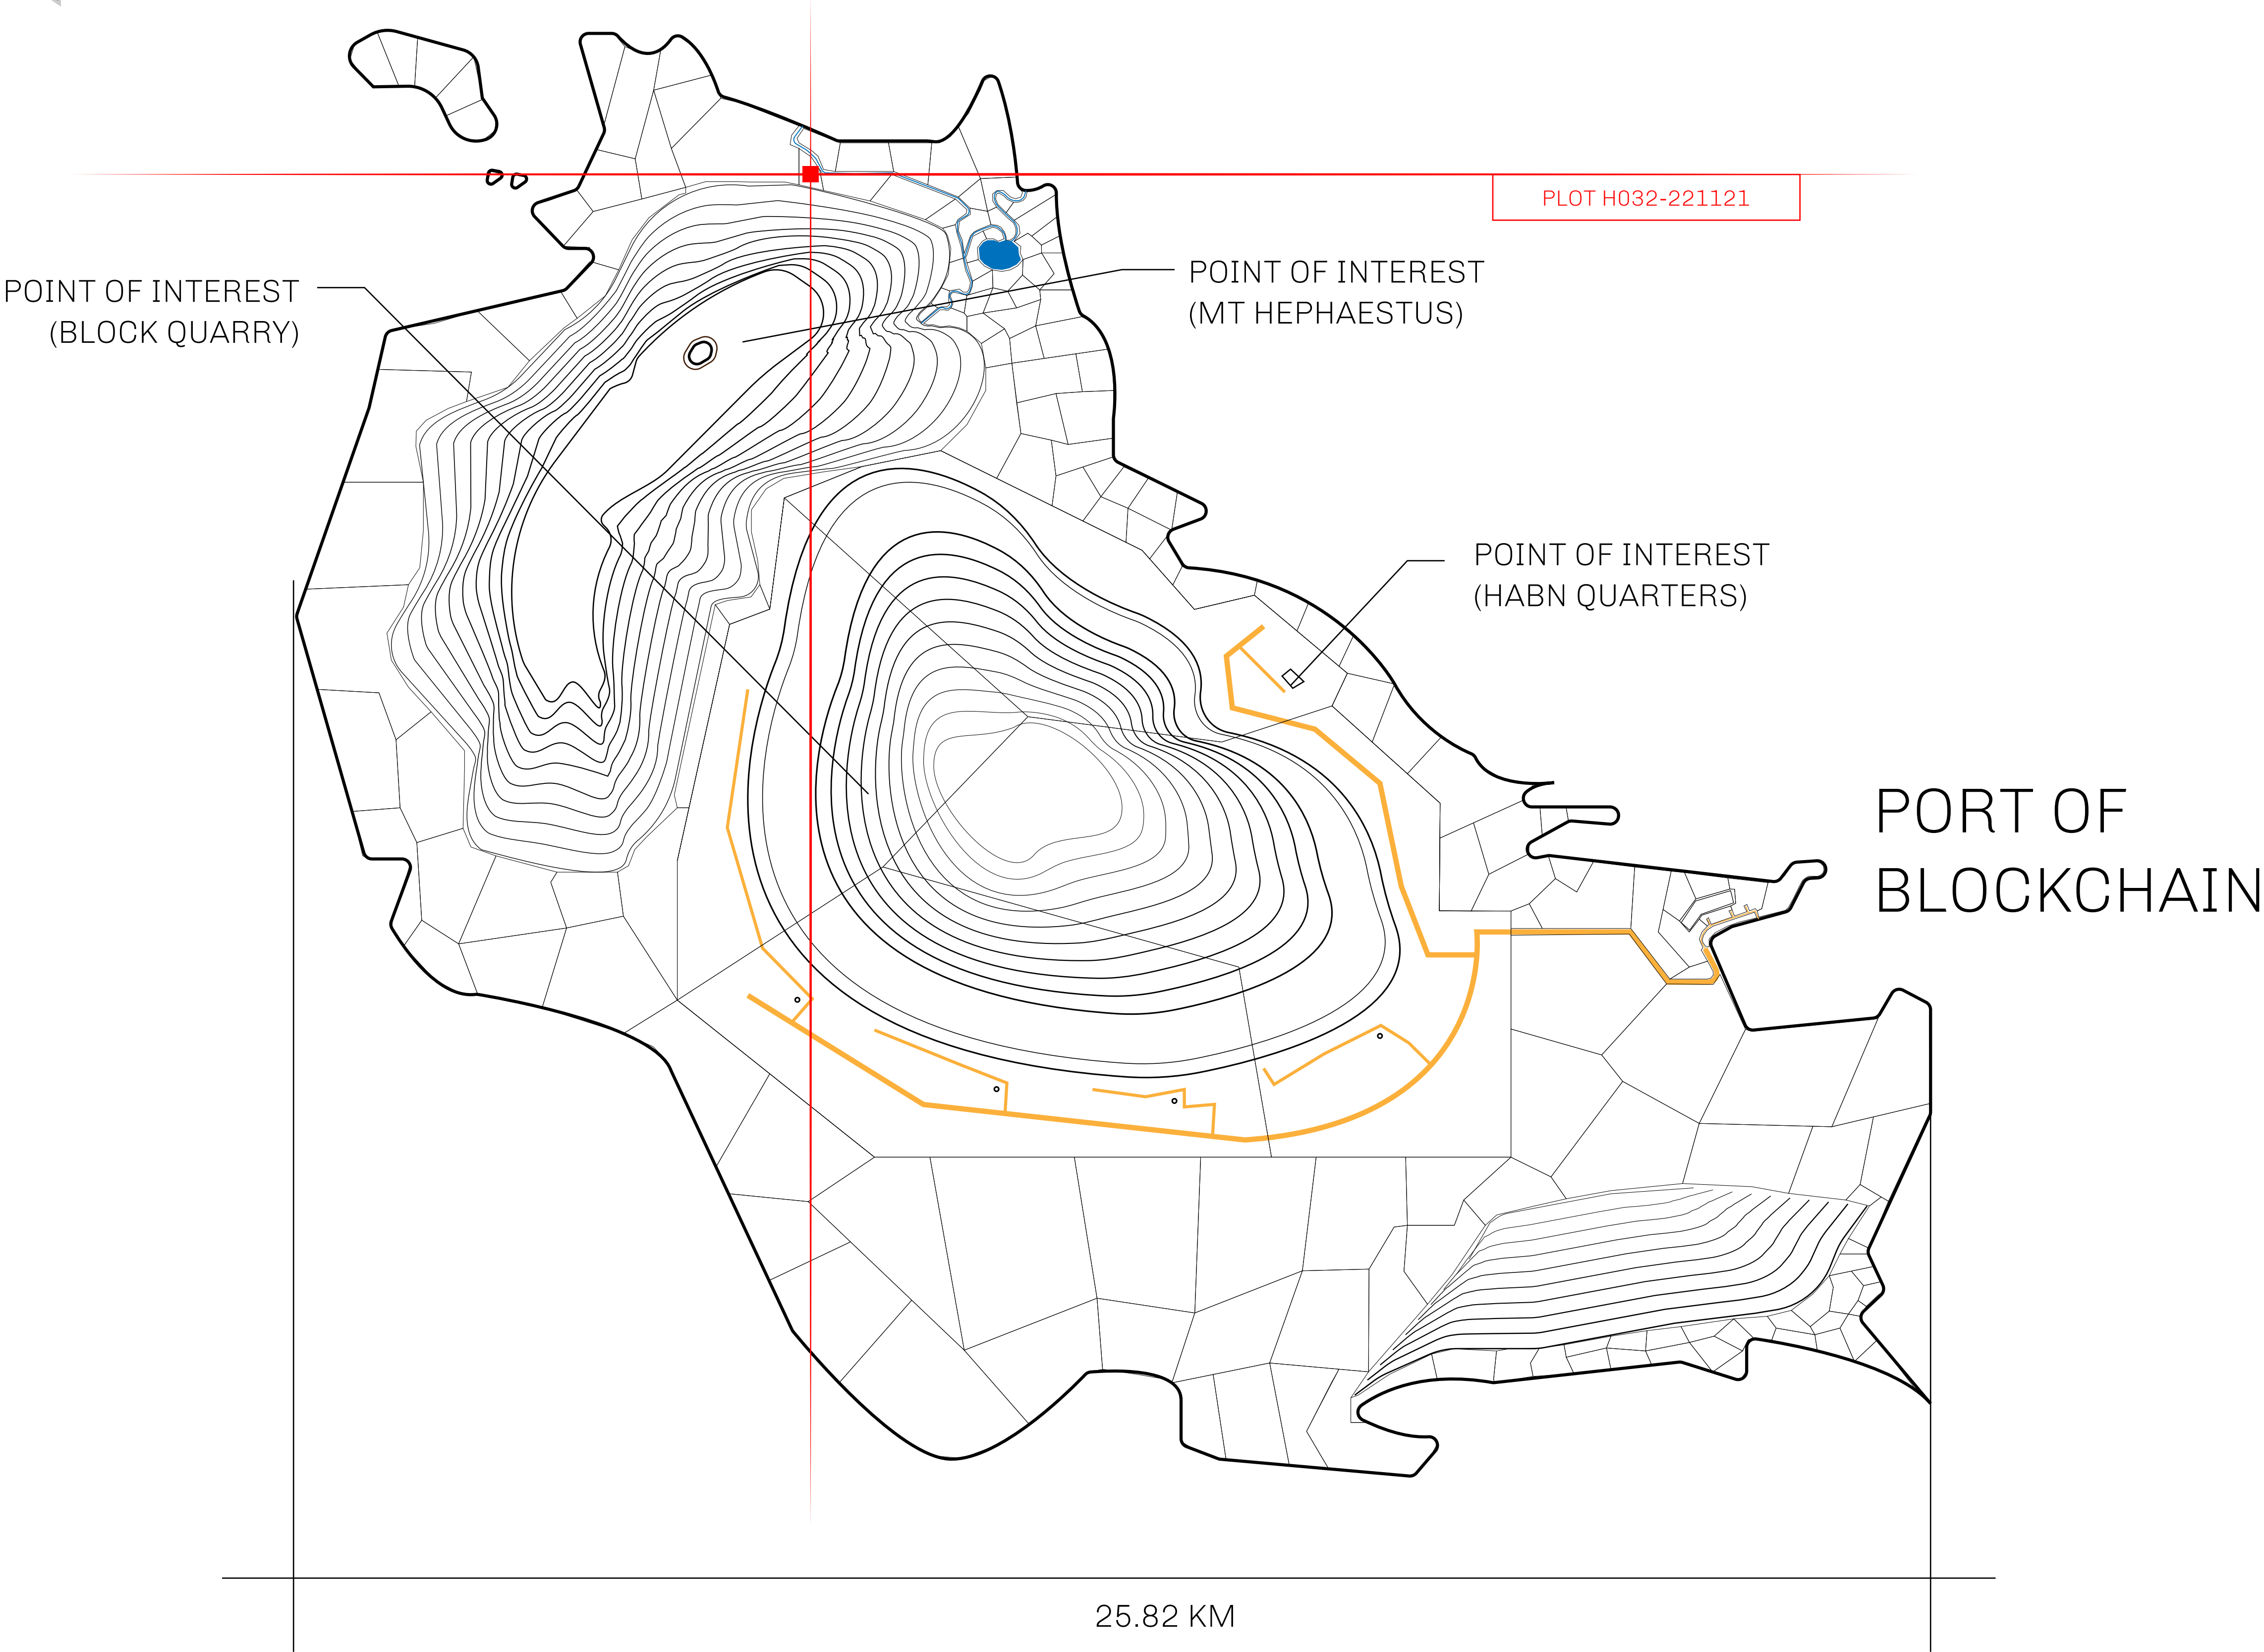 PLOT H032-221121
POINT OF INTEREST
(BLOCK QUARRY)
POINT OF INTEREST
(MT HEPHAESTUS)
POINT OF INTEREST
(HABN QUARTERS)
PORT OF
BLOCKCHAIN
25.82 KM